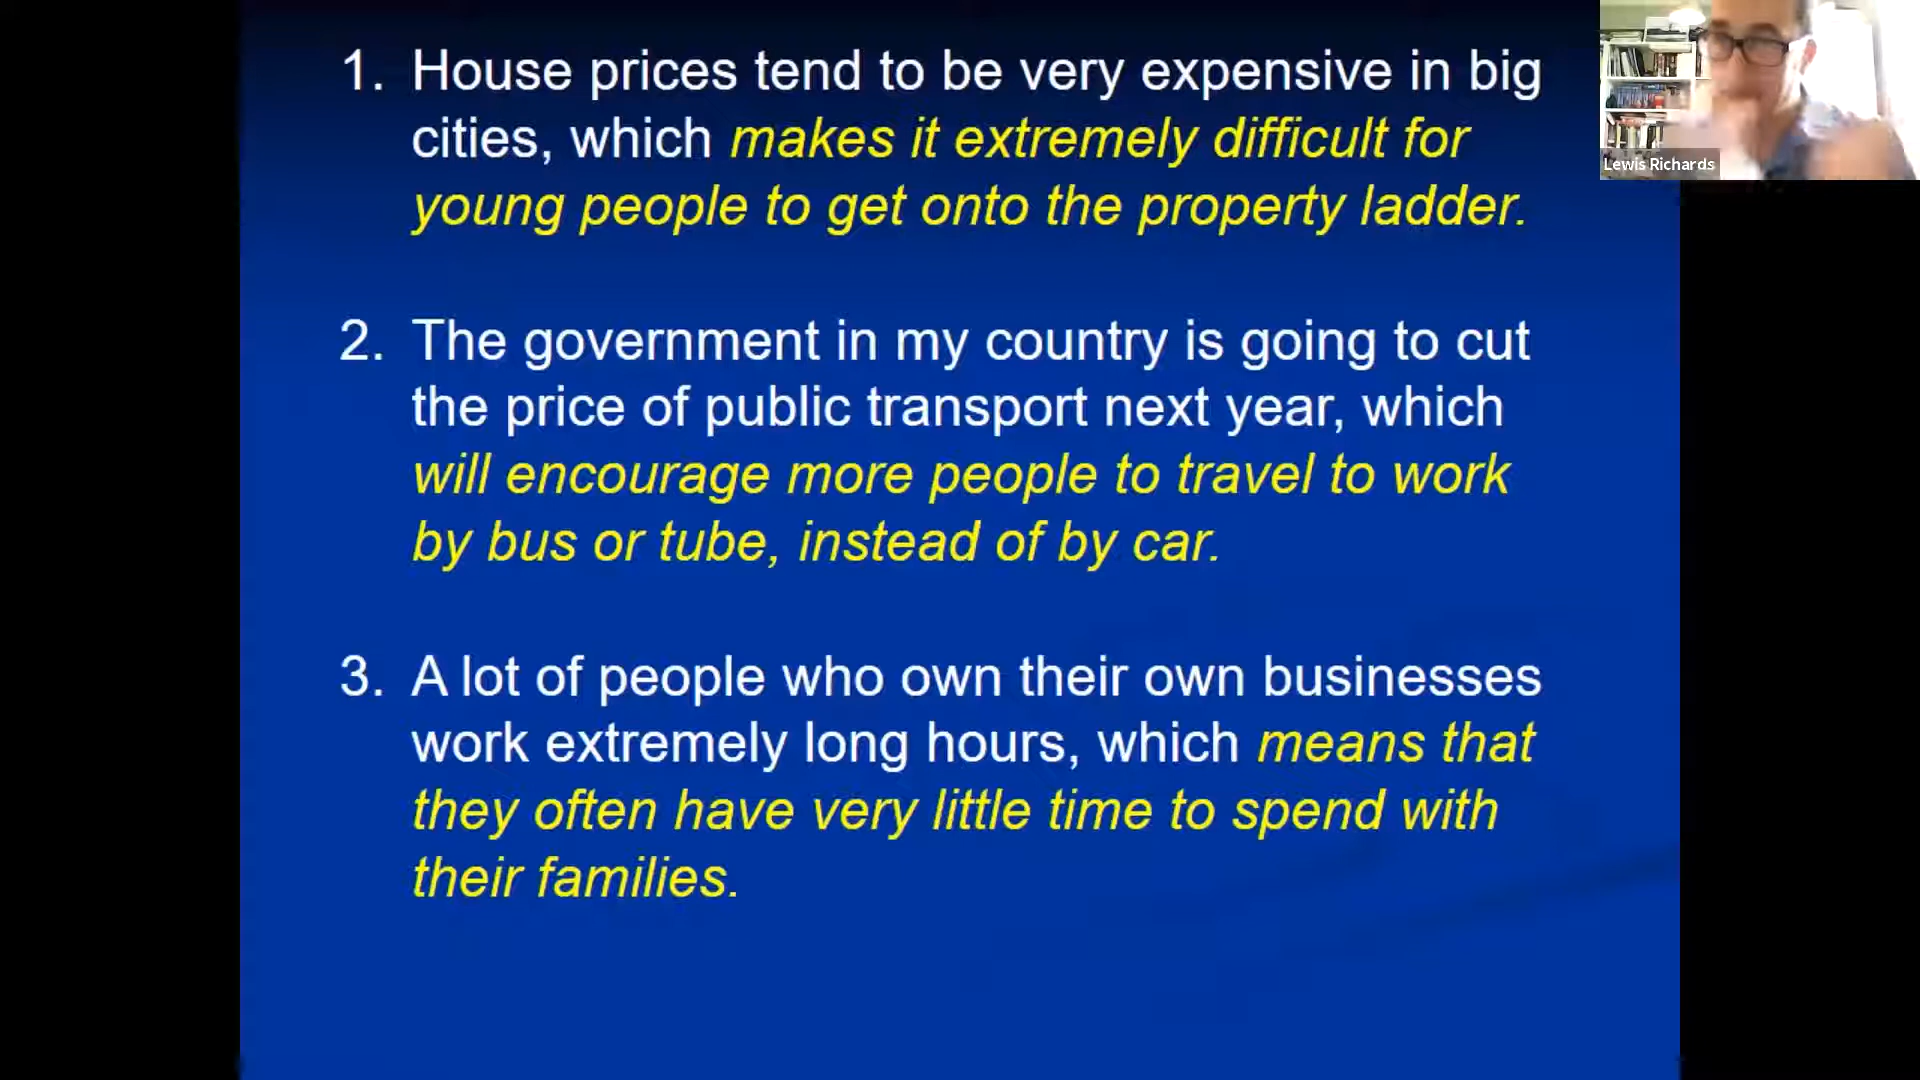 1. House prices tend to be very expensive in big
cities, which makes it extremely difficult for
young people to get onto the property ladder.
2. The government in my country is going to cut
the price of public transport next year, which
will encourage more people to travel to work
by bus or tube, instead of by car.
3. A lot of people who own their own businesses
work extremely long hours, which means that
they often have very little time to spend with
their families.
Lewis Richards